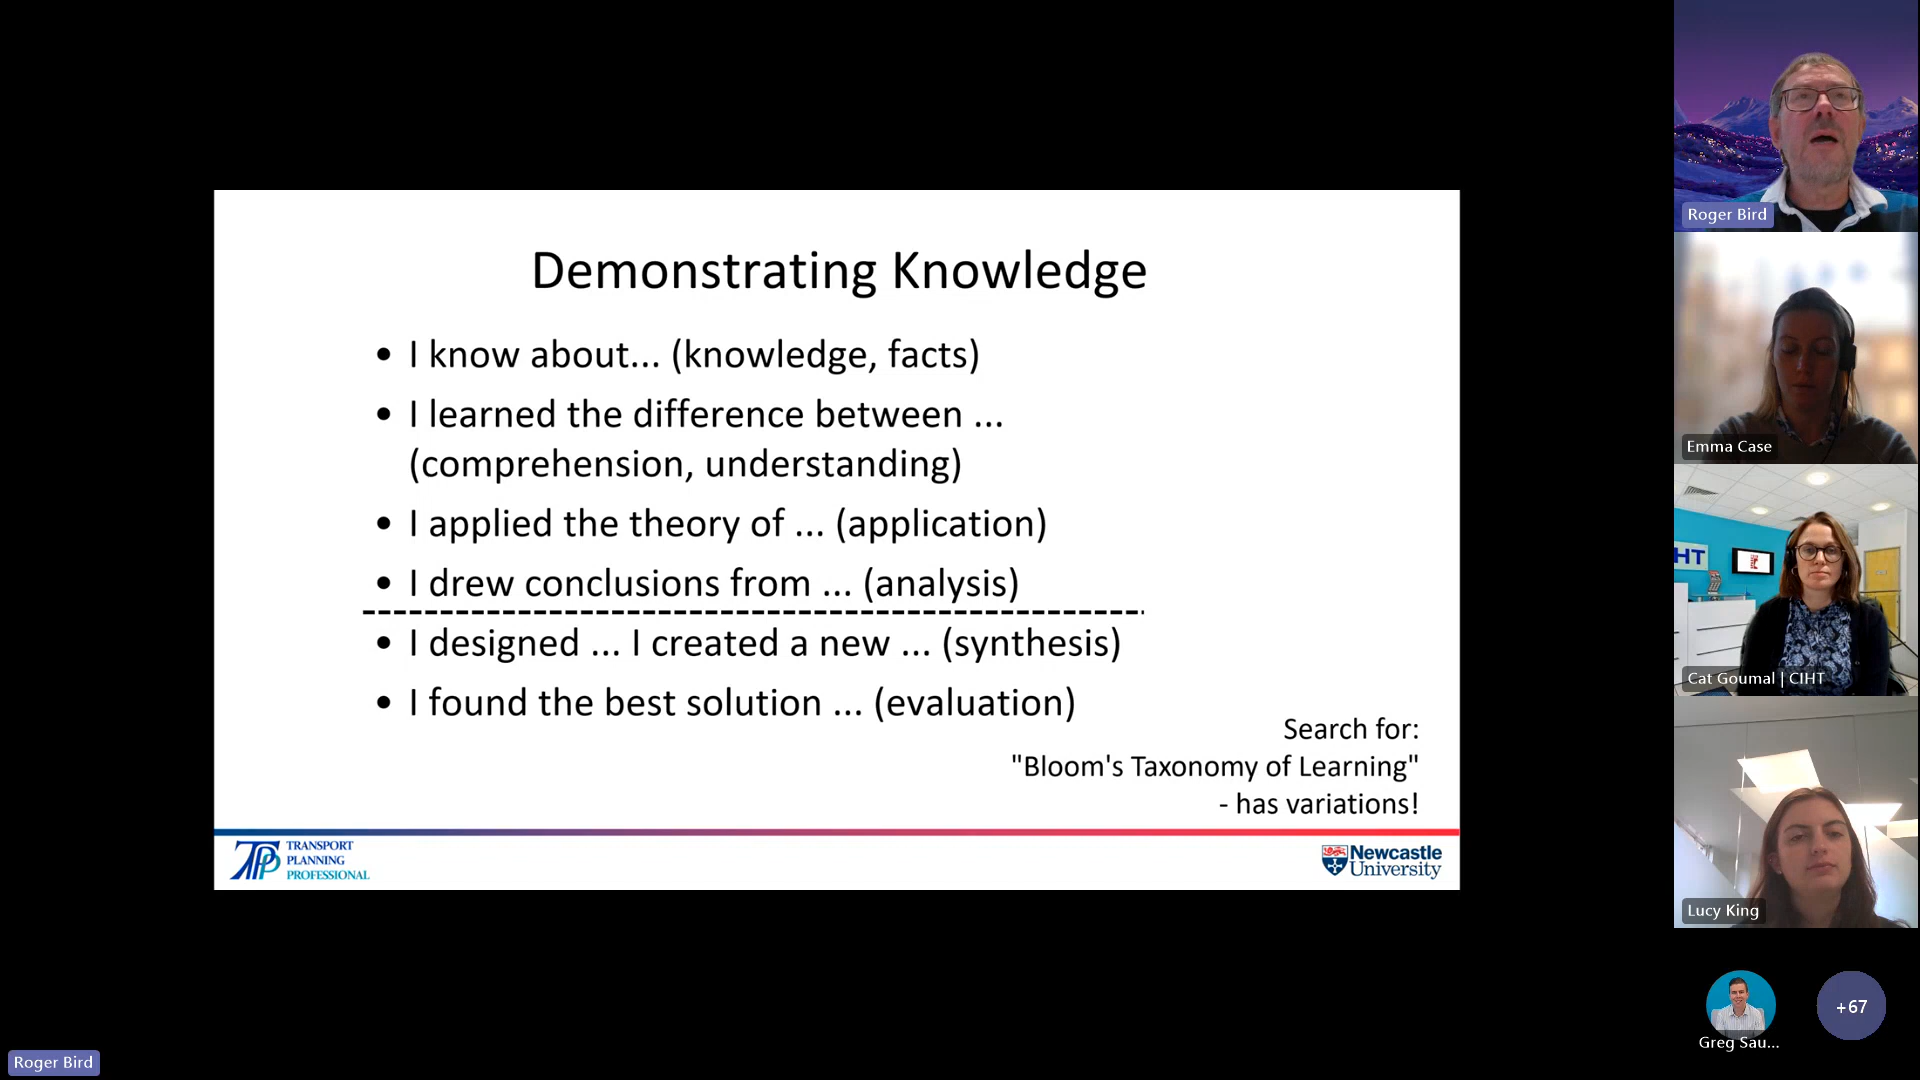 Demonstrating Knowledge
• I know about... (knowledge, facts)
• I learned the difference between ...
(comprehension, understanding)
• I applied the theory of ... (application)
• I drew conclusions from ... (analysis)
• I designed ... I created a new ... (synthesis)
• I found the best solution ... (evaluation)
Search for:
"Bloom's Taxonomy of Learning"
- has variations!
TPP
TRANSPORT
PLANNING
PROFESSIONAL
Newcastle
University
Roger Bird
Emma Case
HT
Cat Goumal | CIHT
Lucy King
Greg Sau...
+67
Roger Bird